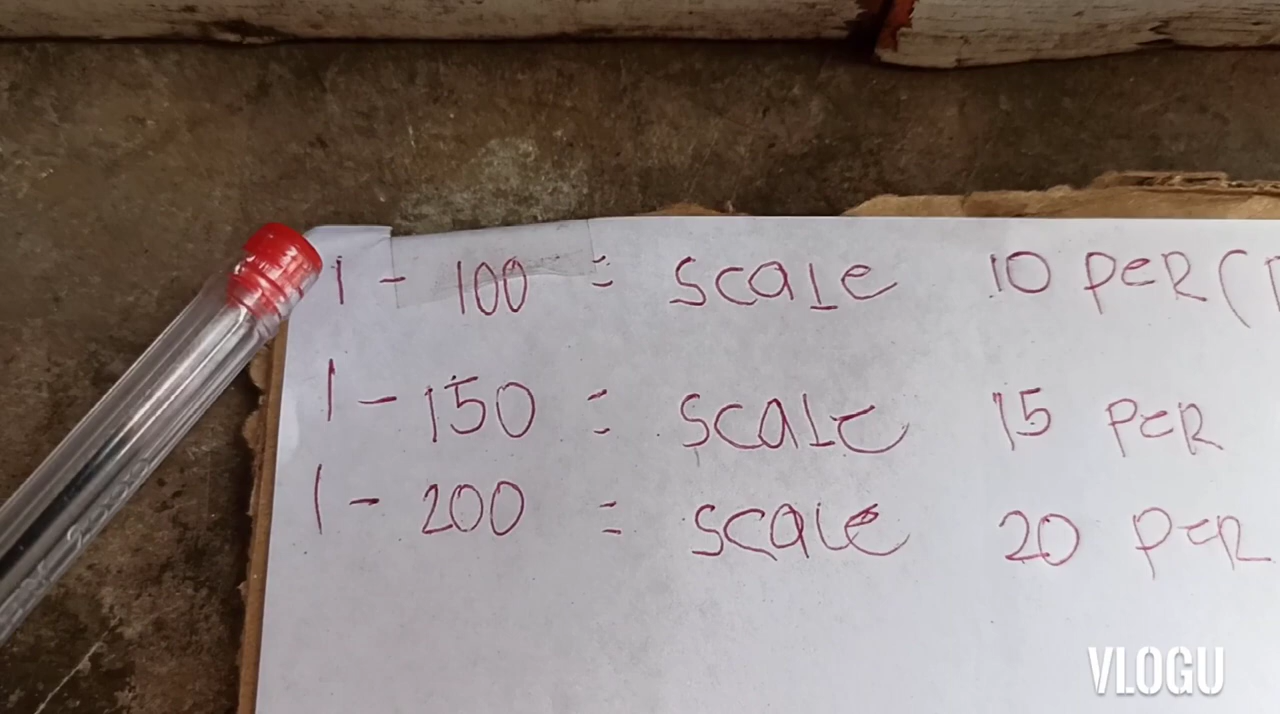 1 - 100 = SCALE 10 PER (
1 - 150 = SCALE 15 PER
1 - 200 = SCALE 20 PER
VLOGU